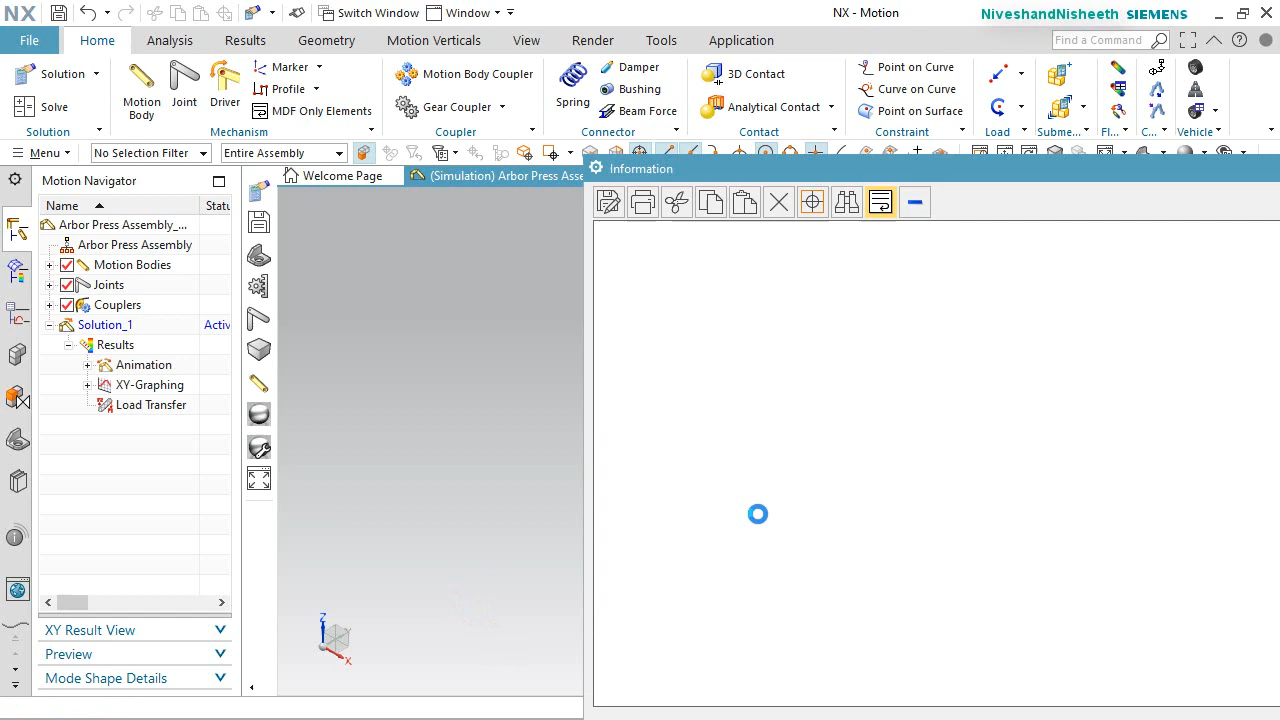 NX Switch Window Window NX - Motion NiveshandNisheeth SIEMENS
File Home Analysis Results Geometry Motion Verticals View Render Tools Application Find a Command
Solution
Solve
Solution
Motion Body
Joint
Driver
Marker
Profile
MDF Only Elements
Mechanism
Motion Body Coupler
Gear Coupler
Coupler
Spring
Damper
Bushing
Beam Force
Connector
3D Contact
Analytical Contact
Contact
Point on Curve
Curve on Curve
Point on Surface
Constraint
Load
Subme...
Fl...
C...
Vehicle
Menu No Selection Filter Entire Assembly
Motion Navigator
Welcome Page
(Simulation) Arbor Press Asse
Information
Name Statu
Arbor Press Assembly_...
Arbor Press Assembly
Motion Bodies
Joints
Couplers
Solution_1 Activ
Results
Animation
XY-Graphing
Load Transfer
XY Result View
Preview
Mode Shape Details
Z
Y
X